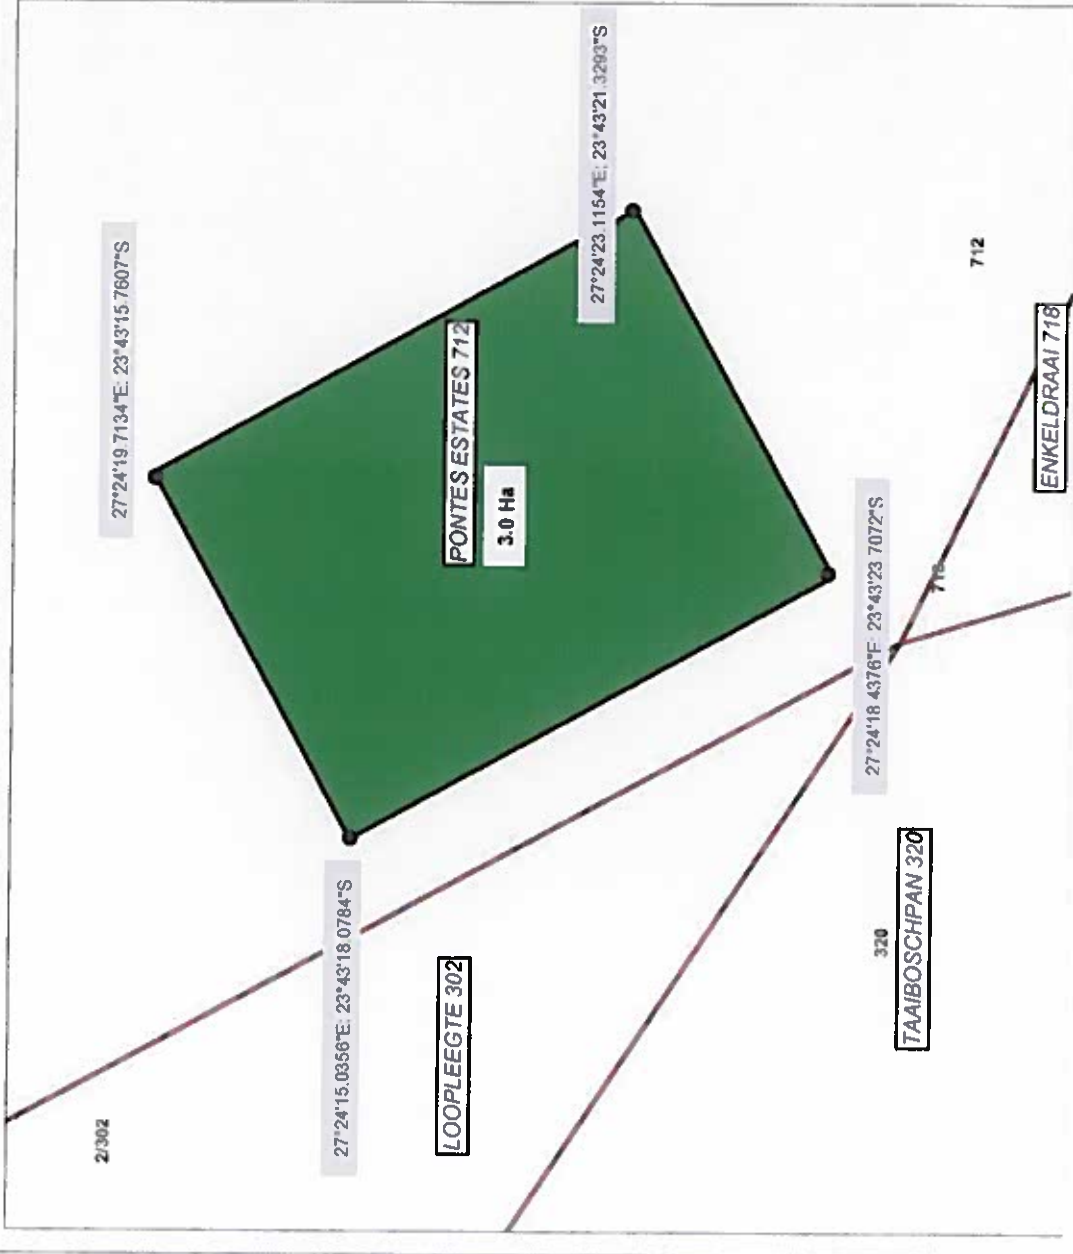 27°24'19.7134"E; 23°43'15.7607"S
27°24'23.1154"E; 23°43'21.3293"S
PONTES ESTATES 712
3.0 Ha
27°24'15.0356"E; 23°43'18.0784"S
27°24'18 4376"E 23°43'23 7072"S
2/302
LOOPLEEGTE 302
712
ENKELDRAAI 718
320
TAAIBOSCHPAN 320